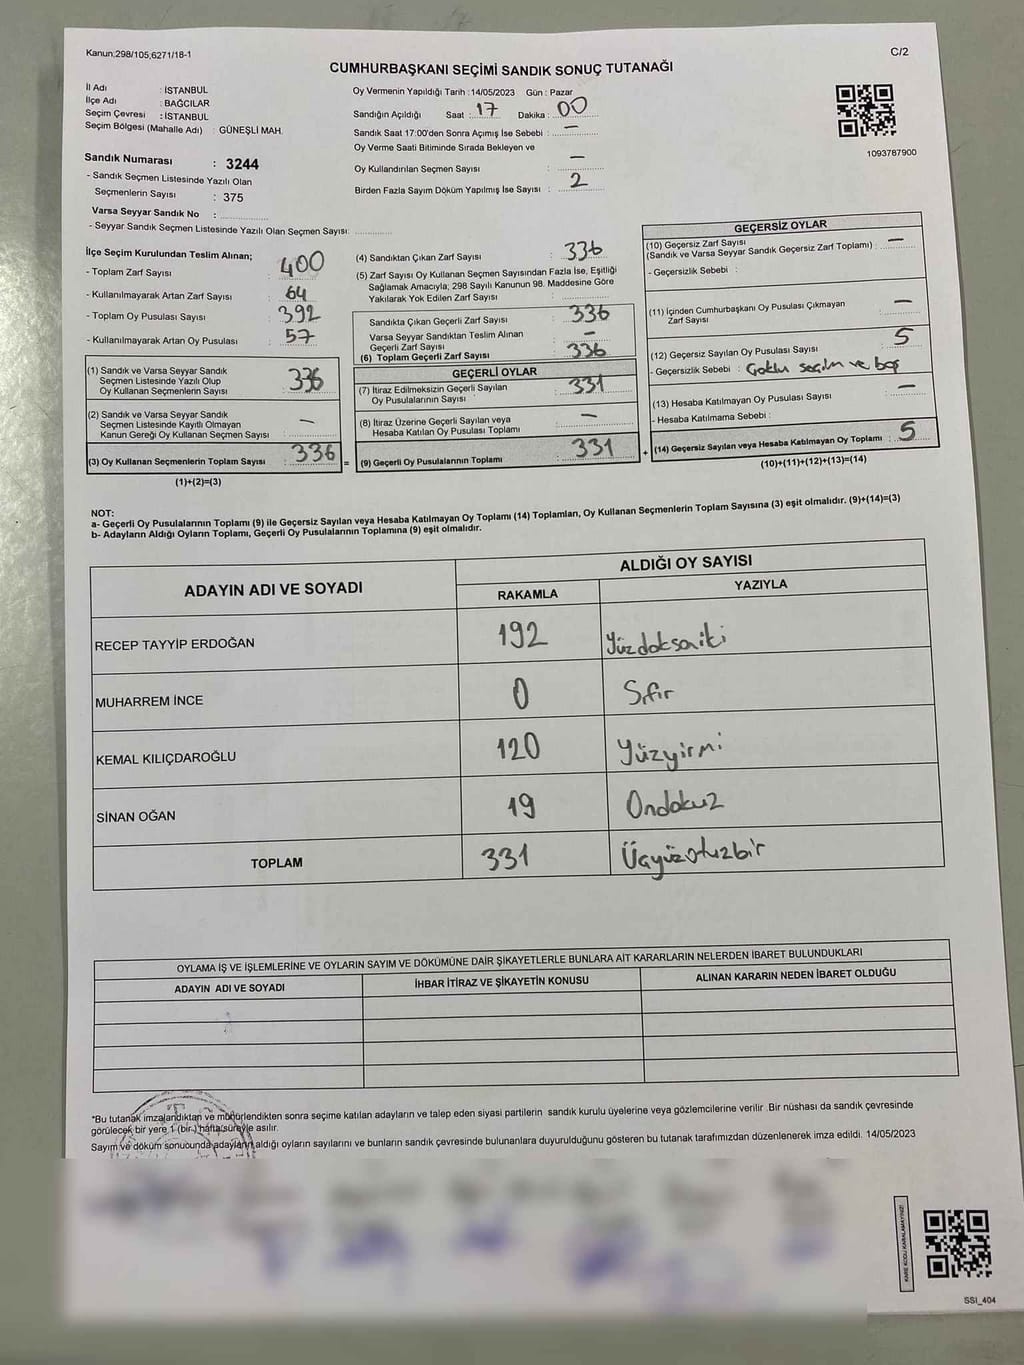 Kanun,298/105,6271/18-1
C/2
CUMHURBAŞKANI SEÇİMİ SANDIK SONUÇ TUTANAĞI
İl Adı : İSTANBUL
İlçe Adı : BAĞCILAR
Seçim Çevresi : İSTANBUL
Seçim Bölgesi (Mahalle Adı) : GÜNEŞLİ MAH.
Sandık Numarası : 3244
- Sandık Seçmen Listesinde Yazılı Olan
Seçmenlerin Sayısı : 375
Varsa Seyyar Sandık No : ..................
- Seyyar Sandık Seçmen Listesinde Yazılı Olan Seçmen Sayısı: ............
Oy Vermenin Yapıldığı Tarih :14/05/2023 Gün : Pazar
Sandığın Açıldığı Saat : 17 Dakika : 00
Sandık Saat 17:00'den Sonra Açımış İse Sebebi : —
Oy Verme Saati Bitiminde Sırada Bekleyen ve
Oy Kullandırılan Seçmen Sayısı : —
Birden Fazla Sayım Döküm Yapılmış İse Sayısı : 2
1093767900
İlçe Seçim Kurulundan Teslim Alınan;
- Toplam Zarf Sayısı : 400
- Kullanılmayarak Artan Zarf Sayısı : 64
- Toplam Oy Pusulası Sayısı : 392
- Kullanılmayarak Artan Oy Pusulası : 57
(1) Sandık ve Varsa Seyyar Sandık
Seçmen Listesinde Yazılı Olup
Oy Kullanan Seçmenlerin Sayısı : 336
(2) Sandık ve Varsa Seyyar Sandık
Seçmen Listesinde Kayıtlı Olmayan
Kanun Gereği Oy Kullanan Seçmen Sayısı : —
(3) Oy Kullanan Seçmenlerin Toplam Sayısı : 336 =
(1)+(2)=(3)
(4) Sandıktan Çıkan Zarf Sayısı : 336
(5) Zarf Sayısı Oy Kullanan Seçmen Sayısından Fazla İse, Eşitliği
Sağlamak Amacıyla; 298 Sayılı Kanunun 98. Maddesine Göre
Yakılarak Yok Edilen Zarf Sayısı : ............
Sandıkta Çıkan Geçerli Zarf Sayısı : 336
Varsa Seyyar Sandıktan Teslim Alınan
Geçerli Zarf Sayısı : —
(6) Toplam Geçerli Zarf Sayısı : 336
GEÇERLİ OYLAR
(7) İtiraz Edilmeksizin Geçerli Sayılan
Oy Pusulalarının Sayısı : 331
(8) İtiraz Üzerine Geçerli Sayılan veya
Hesaba Katılan Oy Pusulası Toplamı : —
(9) Geçerli Oy Pusulalarının Toplamı : 331 +
GEÇERSİZ OYLAR
(10) Geçersiz Zarf Sayısı
(Sandık ve Varsa Seyyar Sandık Geçersiz Zarf Toplamı) : —
- Geçersizlik Sebebi :
(11) İçinden Cumhurbaşkanı Oy Pusulası Çıkmayan
Zarf Sayısı : —
(12) Geçersiz Sayılan Oy Pusulası Sayısı : 5
- Geçersizlik Sebebi : Çoklu seçim ve boş
(13) Hesaba Katılmayan Oy Pusulası Sayısı : —
- Hesaba Katılmama Sebebi :
(14) Geçersiz Sayılan veya Hesaba Katılmayan Oy Toplamı : 5
(10)+(11)+(12)+(13)=(14)
NOT:
a- Geçerli Oy Pusulalarının Toplamı (9) ile Geçersiz Sayılan veya Hesaba Katılmayan Oy Toplamı (14) Toplamları, Oy Kullanan Seçmenlerin Toplam Sayısına (3) eşit olmalıdır. (9)+(14)=(3)
b- Adayların Aldığı Oyların Toplamı, Geçerli Oy Pusulalarının Toplamına (9) eşit olmalıdır.
ADAYIN ADI VE SOYADI
ALDIĞI OY SAYISI
RAKAMLA YAZIYLA
RECEP TAYYİP ERDOĞAN 192 Yüzdoksaniki
MUHARREM İNCE 0 Sıfır
KEMAL KILIÇDAROĞLU 120 Yüzyirmi
SİNAN OĞAN 19 Ondokuz
TOPLAM 331 Üçyüzotuzbir
OYLAMA İŞ VE İŞLEMLERİNE VE OYLARIN SAYIM VE DÖKÜMÜNE DAİR ŞİKAYETLERLE BUNLARA AİT KARARLARIN NELERDEN İBARET BULUNDUKLARI
ADAYIN ADI VE SOYADI İHBAR İTİRAZ VE ŞİKAYETİN KONUSU ALINAN KARARIN NEDEN İBARET OLDUĞU
*Bu tutanak imzalandıktan ve mühürlendikten sonra seçime katılan adayların ve talep eden siyasi partilerin sandık kurulu üyelerine veya gözlemcilerine verilir .Bir nüshası da sandık çevresinde
görülecek bir yere 1 (bir.) hafta süreyle asılır.
Sayım ve döküm sonucunda adayların aldığı oyların sayılarını ve bunların sandık çevresinde bulunanlara duyurulduğunu gösteren bu tutanak tarafımızdan düzenlenerek imza edildi. 14/05/2023
KARE KODU KARALAMAYINIZ!
SSI_404